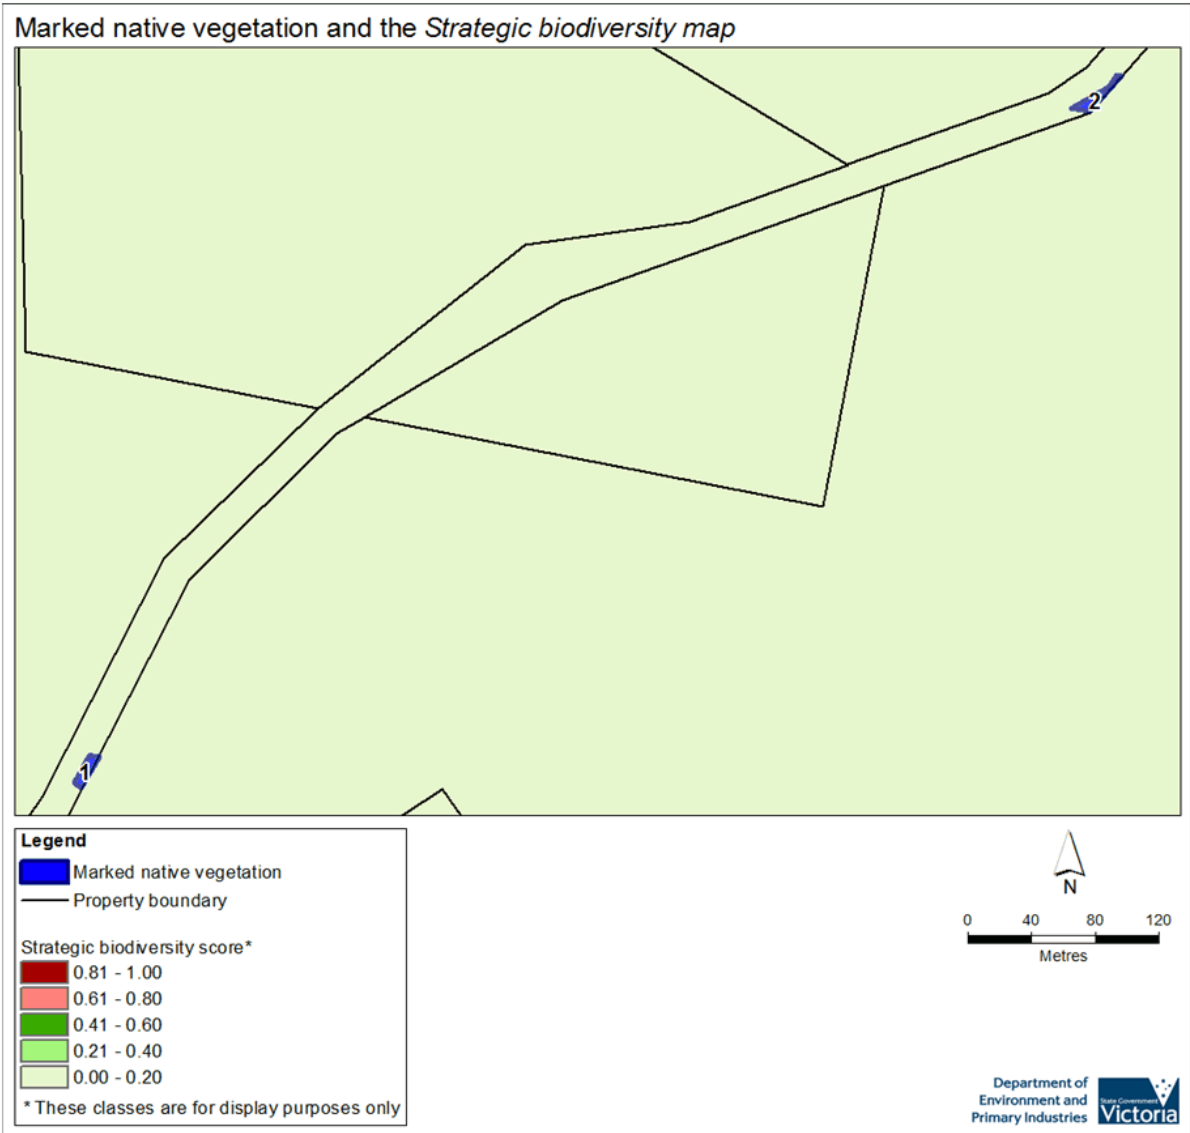 Marked native vegetation and the Strategic biodiversity map
2
1
Legend
Marked native vegetation
Property boundary
Strategic biodiversity score*
0.81 - 1.00
0.61 - 0.80
0.41 - 0.60
0.21 - 0.40
0.00 - 0.20
* These classes are for display purposes only
N
0 40 80 120
Metres
Department of
Environment and
Primary Industries
State Government
Victoria